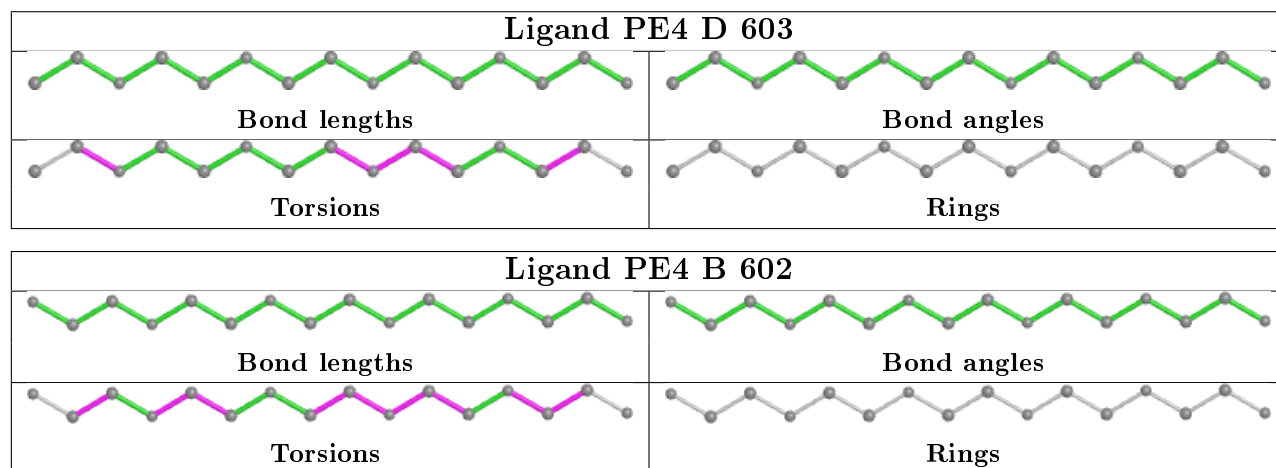 Ligand PE4 D 603
Bond lengths
Bond angles
Torsions
Rings
Ligand PE4 B 602
Bond lengths
Bond angles
Torsions
Rings